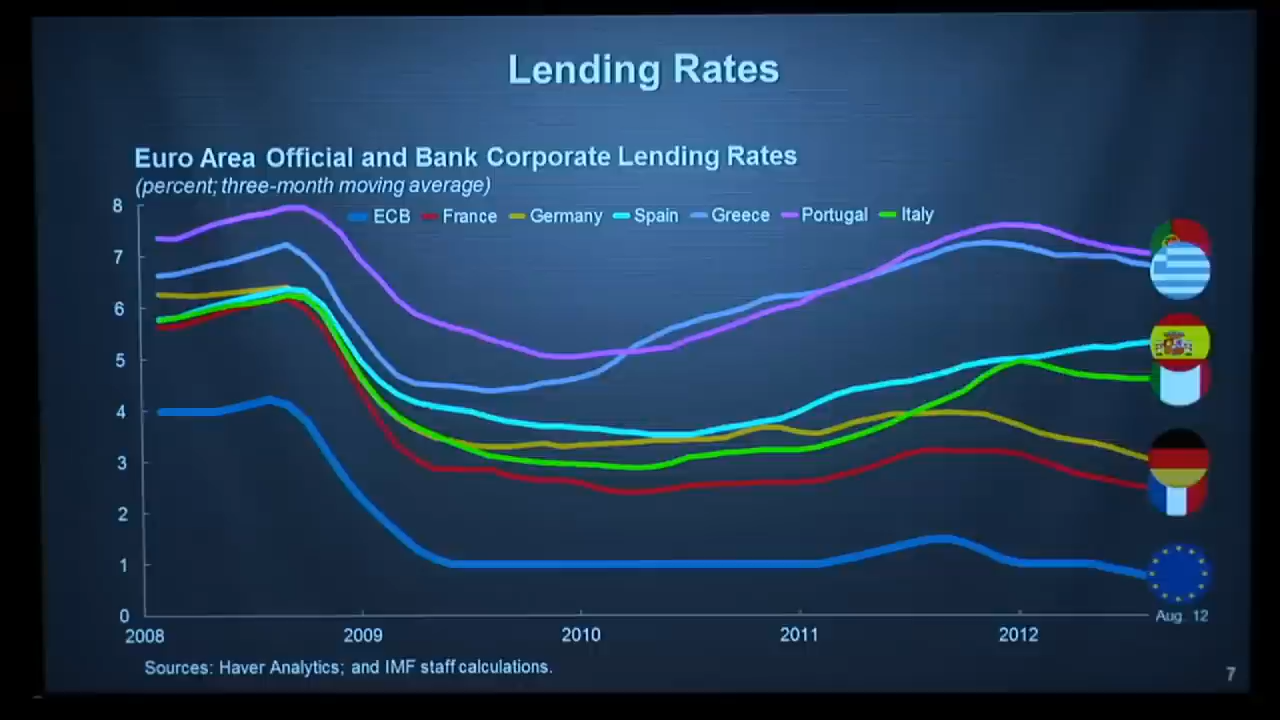 Lending Rates
Euro Area Official and Bank Corporate Lending Rates
(percent; three-month moving average)
ECB France Germany Spain Greece Portugal Italy
8
7
6
5
4
3
2
1
0
2008 2009 2010 2011 2012 Aug. 12
Sources: Haver Analytics; and IMF staff calculations.
7